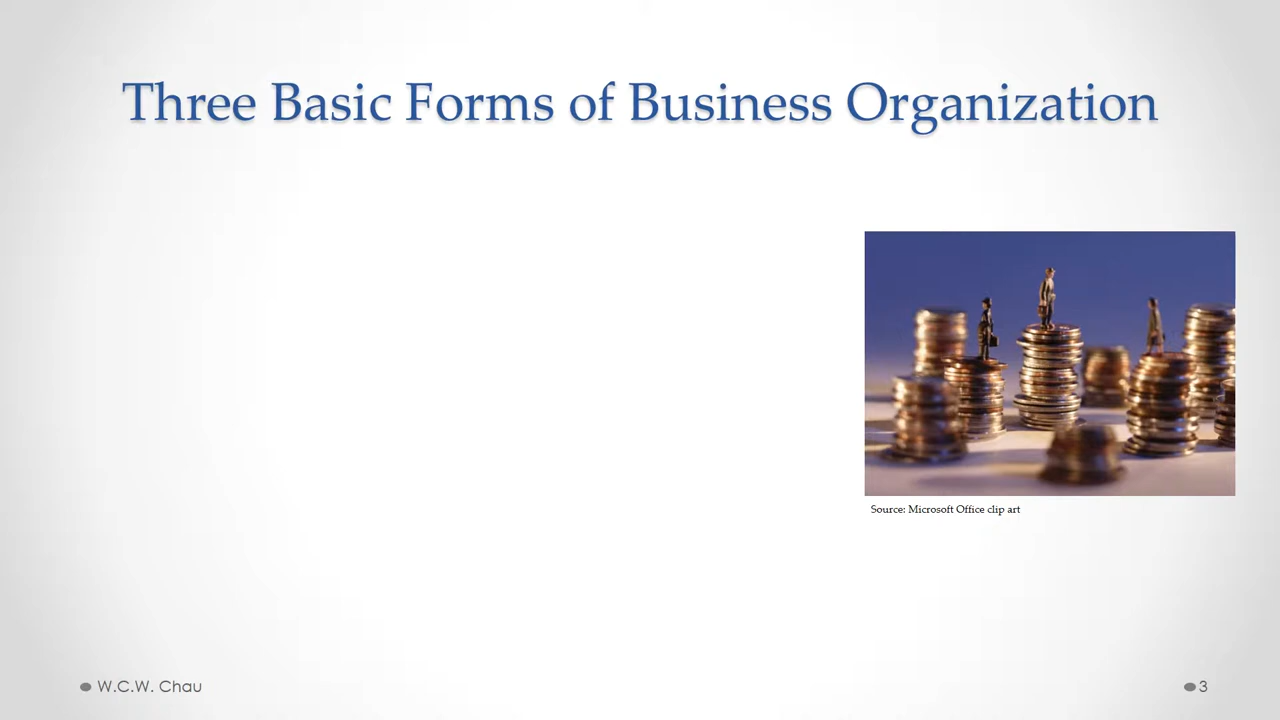 Three Basic Forms of Business Organization
Source: Microsoft Office clip art
W.C.W. Chau
3